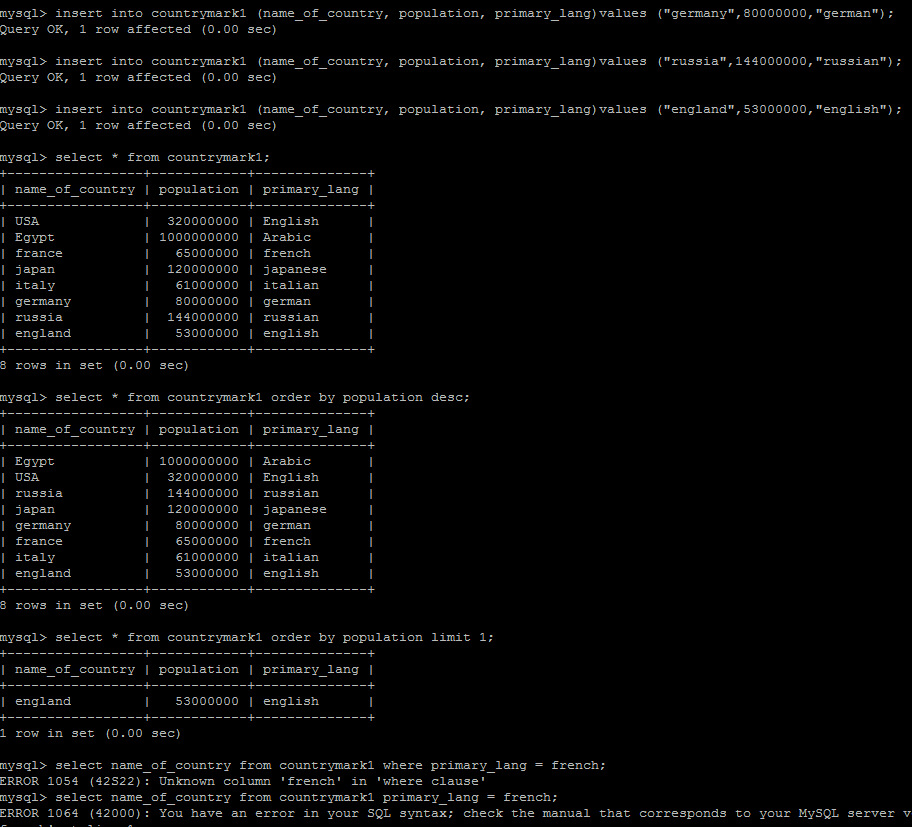 mysql> insert into countrymark1 (name_of_country, population, primary_lang)values ("germany",80000000,"german");
Query OK, 1 row affected (0.00 sec)
mysql> insert into countrymark1 (name_of_country, population, primary_lang)values ("russia",144000000,"russian");
Query OK, 1 row affected (0.00 sec)
mysql> insert into countrymark1 (name_of_country, population, primary_lang)values ("england",53000000,"english");
Query OK, 1 row affected (0.00 sec)
mysql> select * from countrymark1;
+-----------------+------------+--------------+
| name_of_country | population | primary_lang |
+-----------------+------------+--------------+
| USA             |  320000000 | English      |
| Egypt           | 1000000000 | Arabic       |
| france          |   65000000 | french       |
| japan           |  120000000 | japanese     |
| italy           |   61000000 | italian      |
| germany         |   80000000 | german       |
| russia          |  144000000 | russian      |
| england         |   53000000 | english      |
+-----------------+------------+--------------+
8 rows in set (0.00 sec)
mysql> select * from countrymark1 order by population desc;
+-----------------+------------+--------------+
| name_of_country | population | primary_lang |
+-----------------+------------+--------------+
| Egypt           | 1000000000 | Arabic       |
| USA             |  320000000 | English      |
| russia          |  144000000 | russian      |
| japan           |  120000000 | japanese     |
| germany         |   80000000 | german       |
| france          |   65000000 | french       |
| italy           |   61000000 | italian      |
| england         |   53000000 | english      |
+-----------------+------------+--------------+
8 rows in set (0.00 sec)
mysql> select * from countrymark1 order by population limit 1;
+-----------------+------------+--------------+
| name_of_country | population | primary_lang |
+-----------------+------------+--------------+
| england         |   53000000 | english      |
+-----------------+------------+--------------+
1 row in set (0.00 sec)
mysql> select name_of_country from countrymark1 where primary_lang = french;
ERROR 1054 (42S22): Unknown column 'french' in 'where clause'
mysql> select name_of_country from countrymark1 primary_lang = french;
ERROR 1064 (42000): You have an error in your SQL syntax; check the manual that corresponds to your MySQL server v